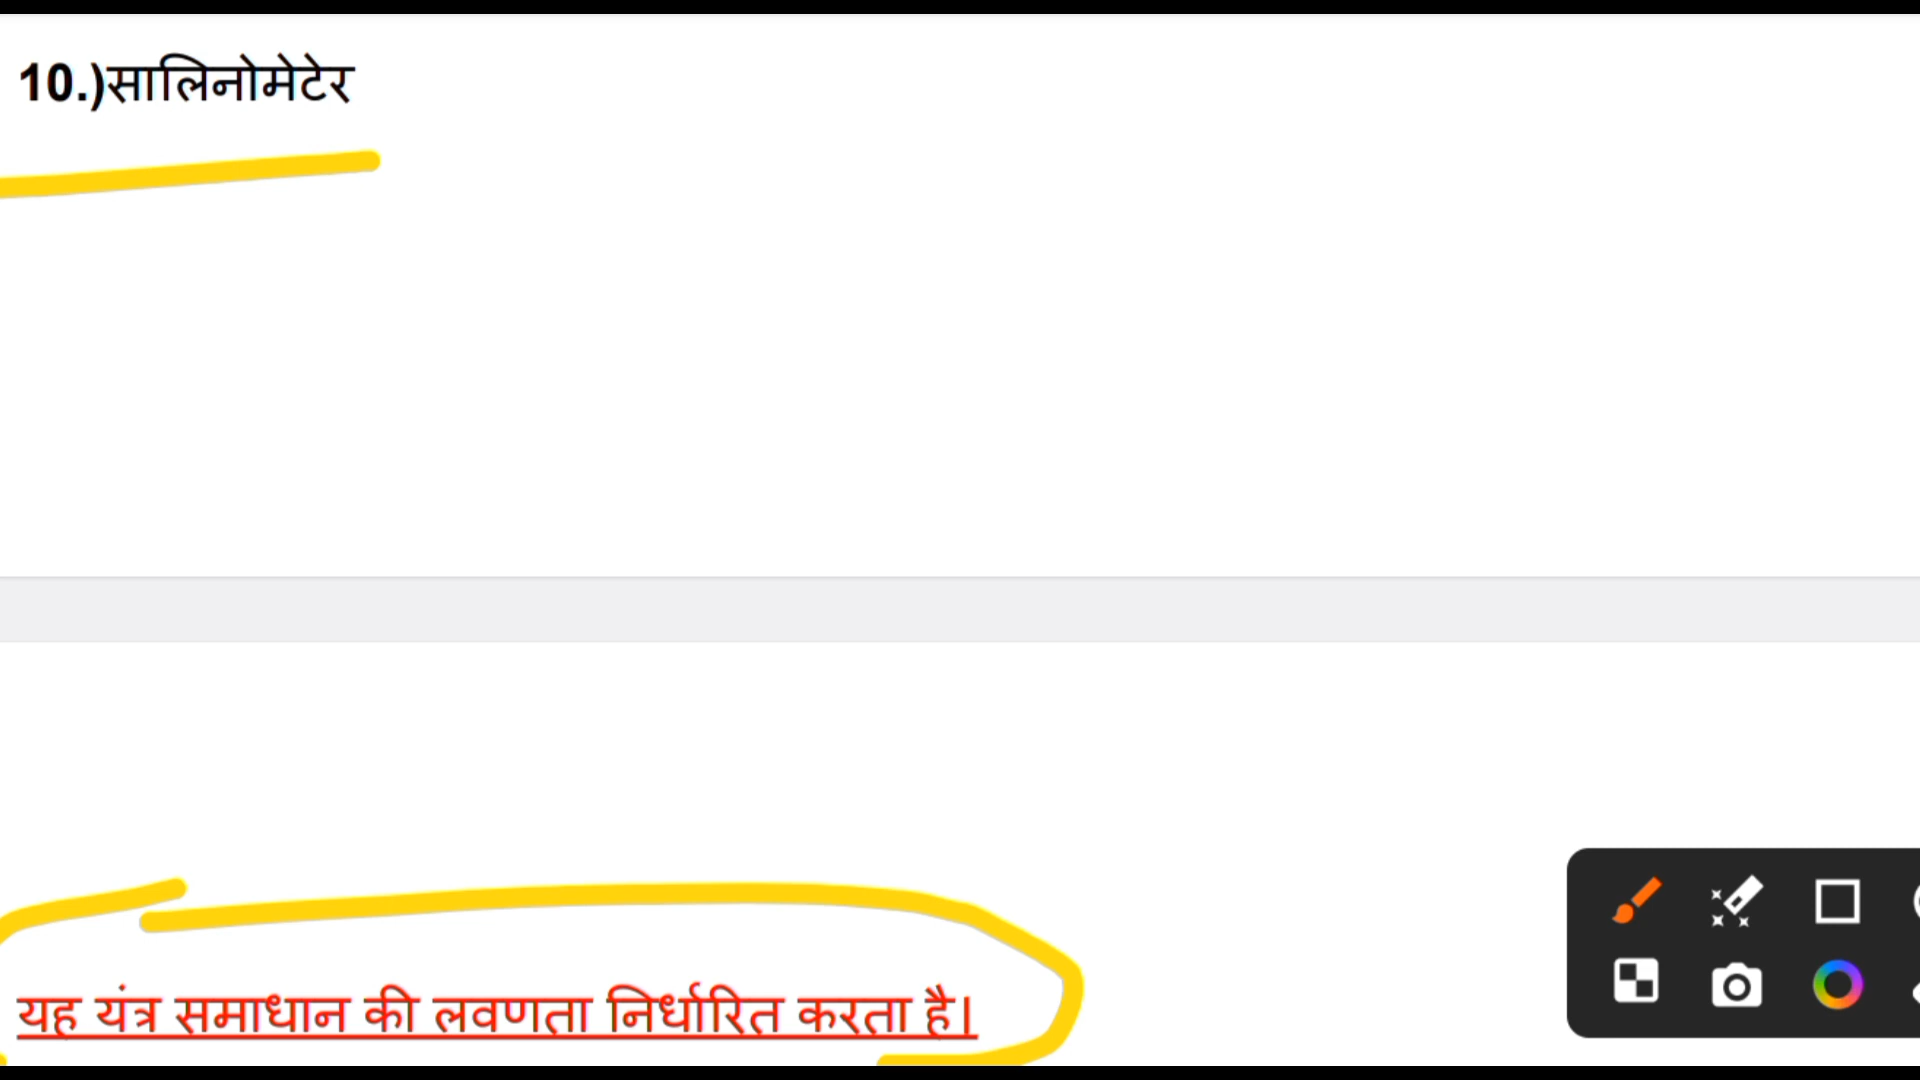 10.)सालिनोमेटेर
यह यंत्र समाधान की लवणता निर्धारित करता है।